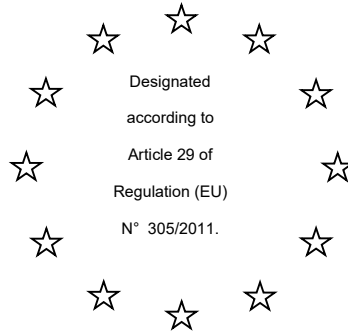 Designated
according to
Article 29 of
Regulation (EU)
N° 305/2011.